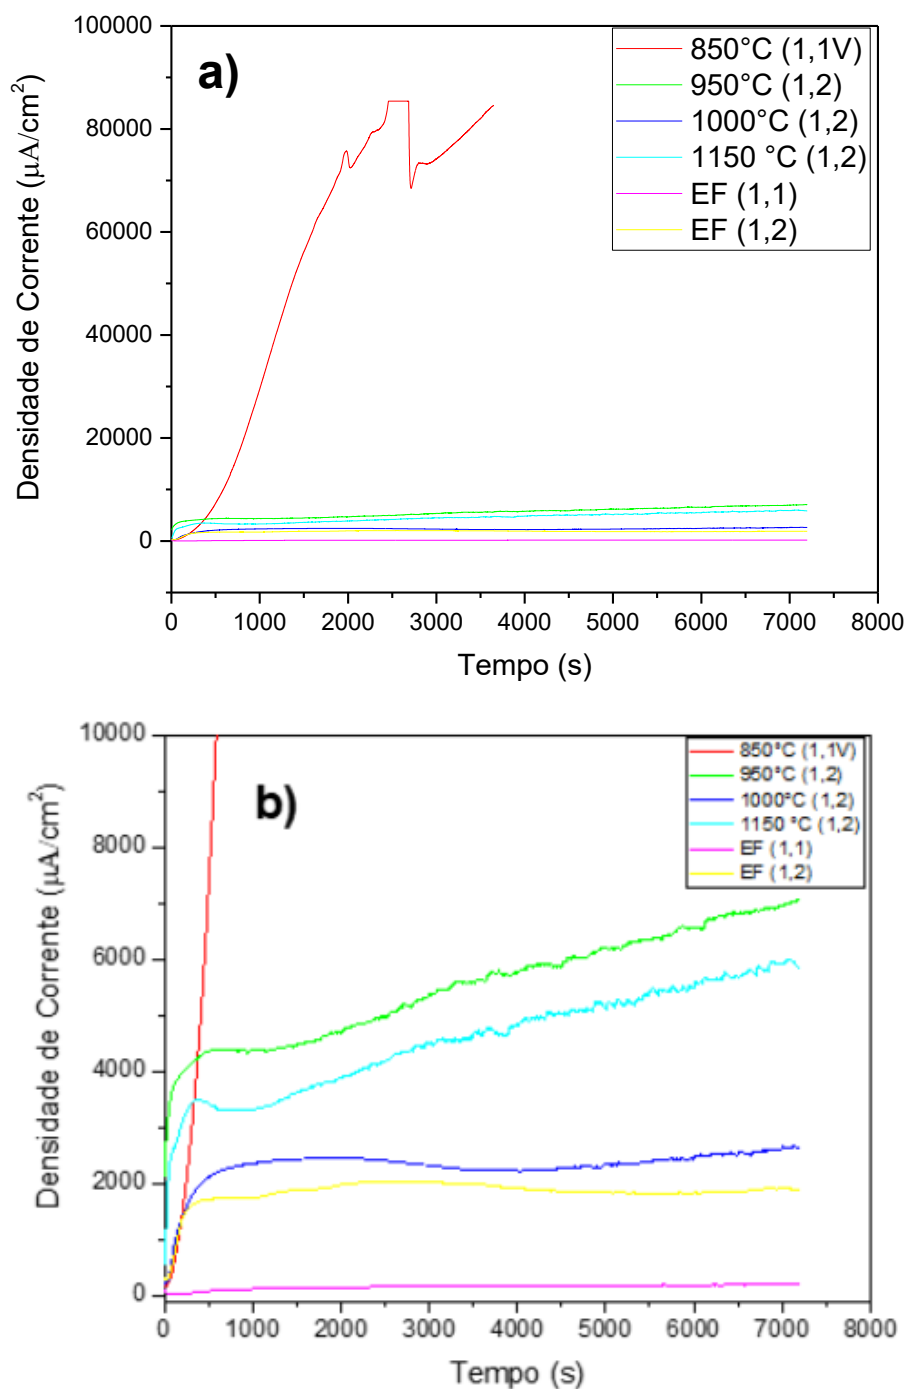 a)
850°C (1,1V)
950°C (1,2)
1000°C (1,2)
1150 °C (1,2)
EF (1,1)
EF (1,2)
Densidade de Corrente (μA/cm²)
100000
80000
60000
40000
20000
0
0 1000 2000 3000 4000 5000 6000 7000 8000
Tempo (s)
b)
850°C (1,1V)
950°C (1,2)
1000°C (1,2)
1150 °C (1,2)
EF (1,1)
EF (1,2)
Densidade de Corrente (μA/cm²)
10000
8000
6000
4000
2000
0
0 1000 2000 3000 4000 5000 6000 7000 8000
Tempo (s)